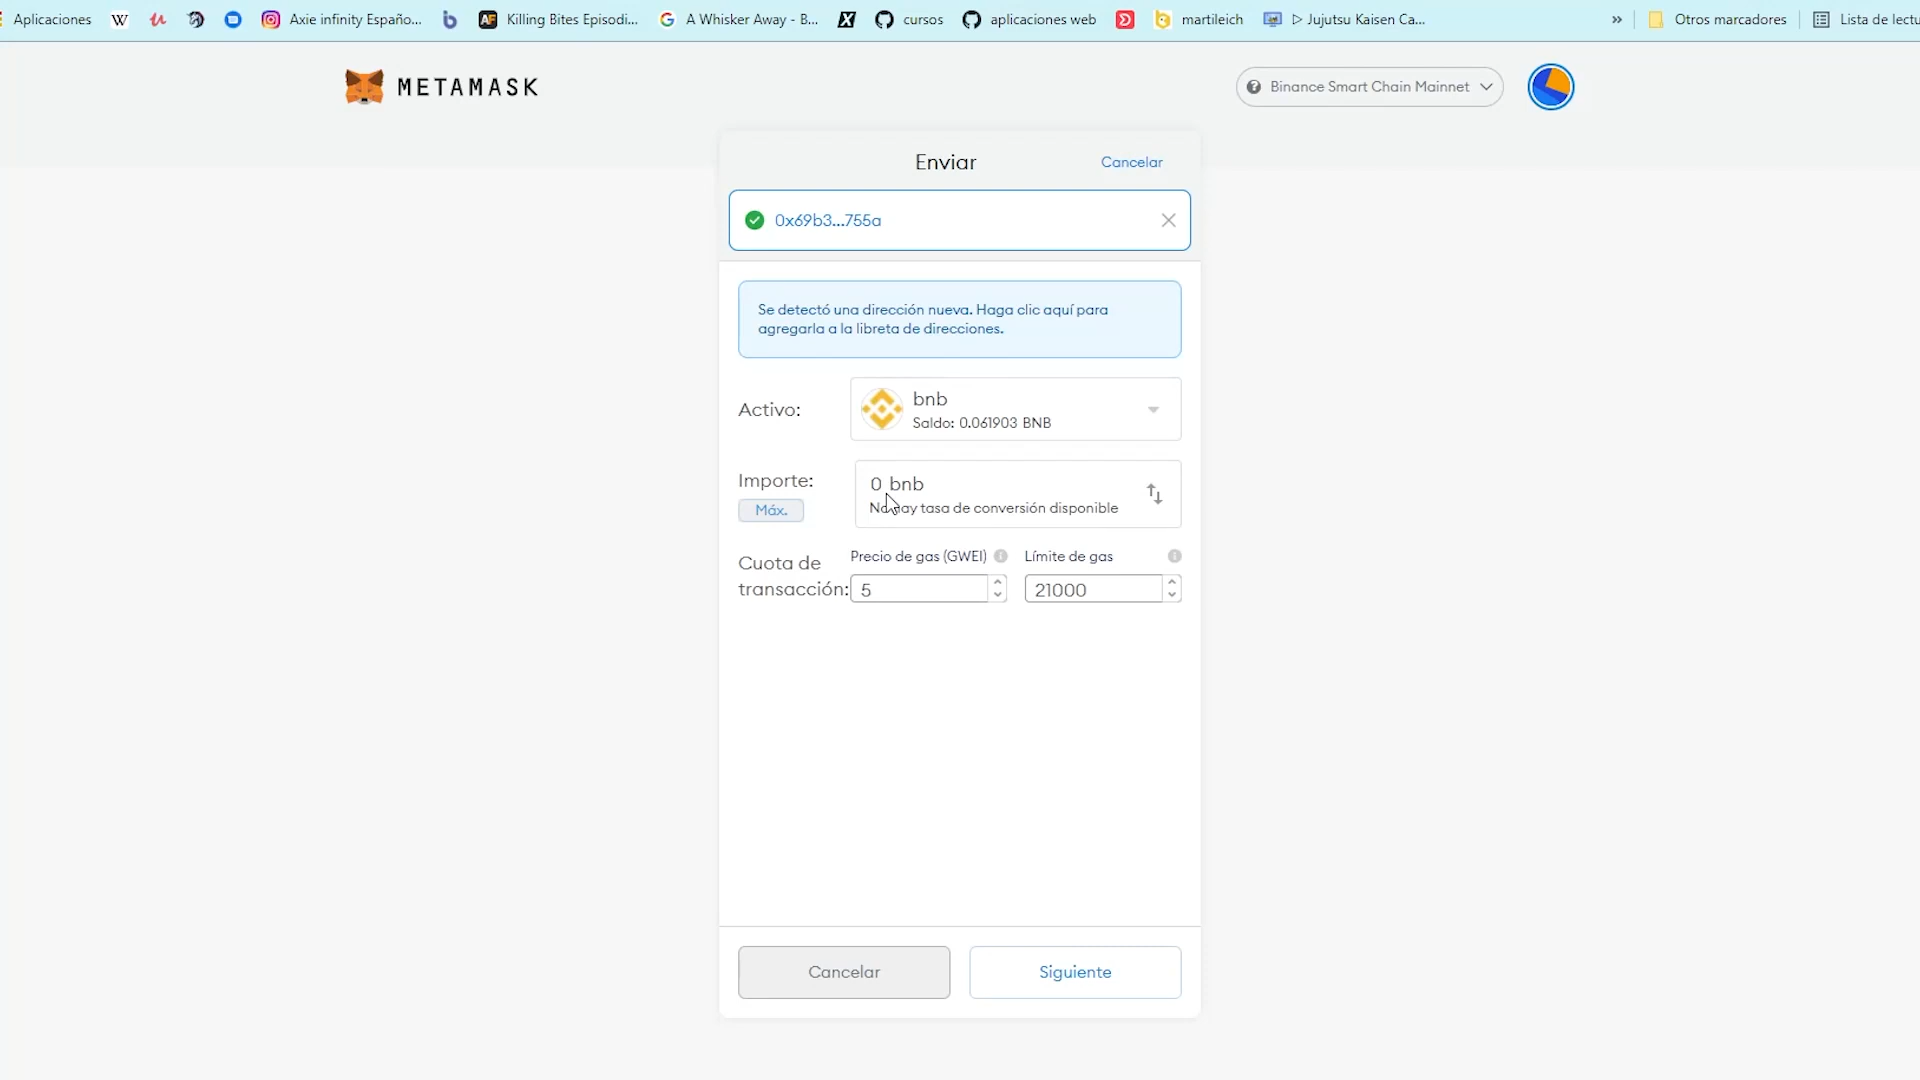 Aplicaciones W Axie infinity Españo... b AF Killing Bites Episodi... G A Whisker Away - B... X cursos aplicaciones web martileich ▷ Jujutsu Kaisen Ca... » Otros marcadores Lista de lectu
METAMASK
Binance Smart Chain Mainnet
Enviar
Cancelar
0x69b3...755a
Se detectó una dirección nueva. Haga clic aquí para
agregarla a la libreta de direcciones.
Activo:
bnb
Saldo: 0.061903 BNB
Importe:
Máx.
0 bnb
No hay tasa de conversión disponible
Cuota de
transacción:
Precio de gas (GWEI)
5
Límite de gas
21000
Cancelar
Siguiente